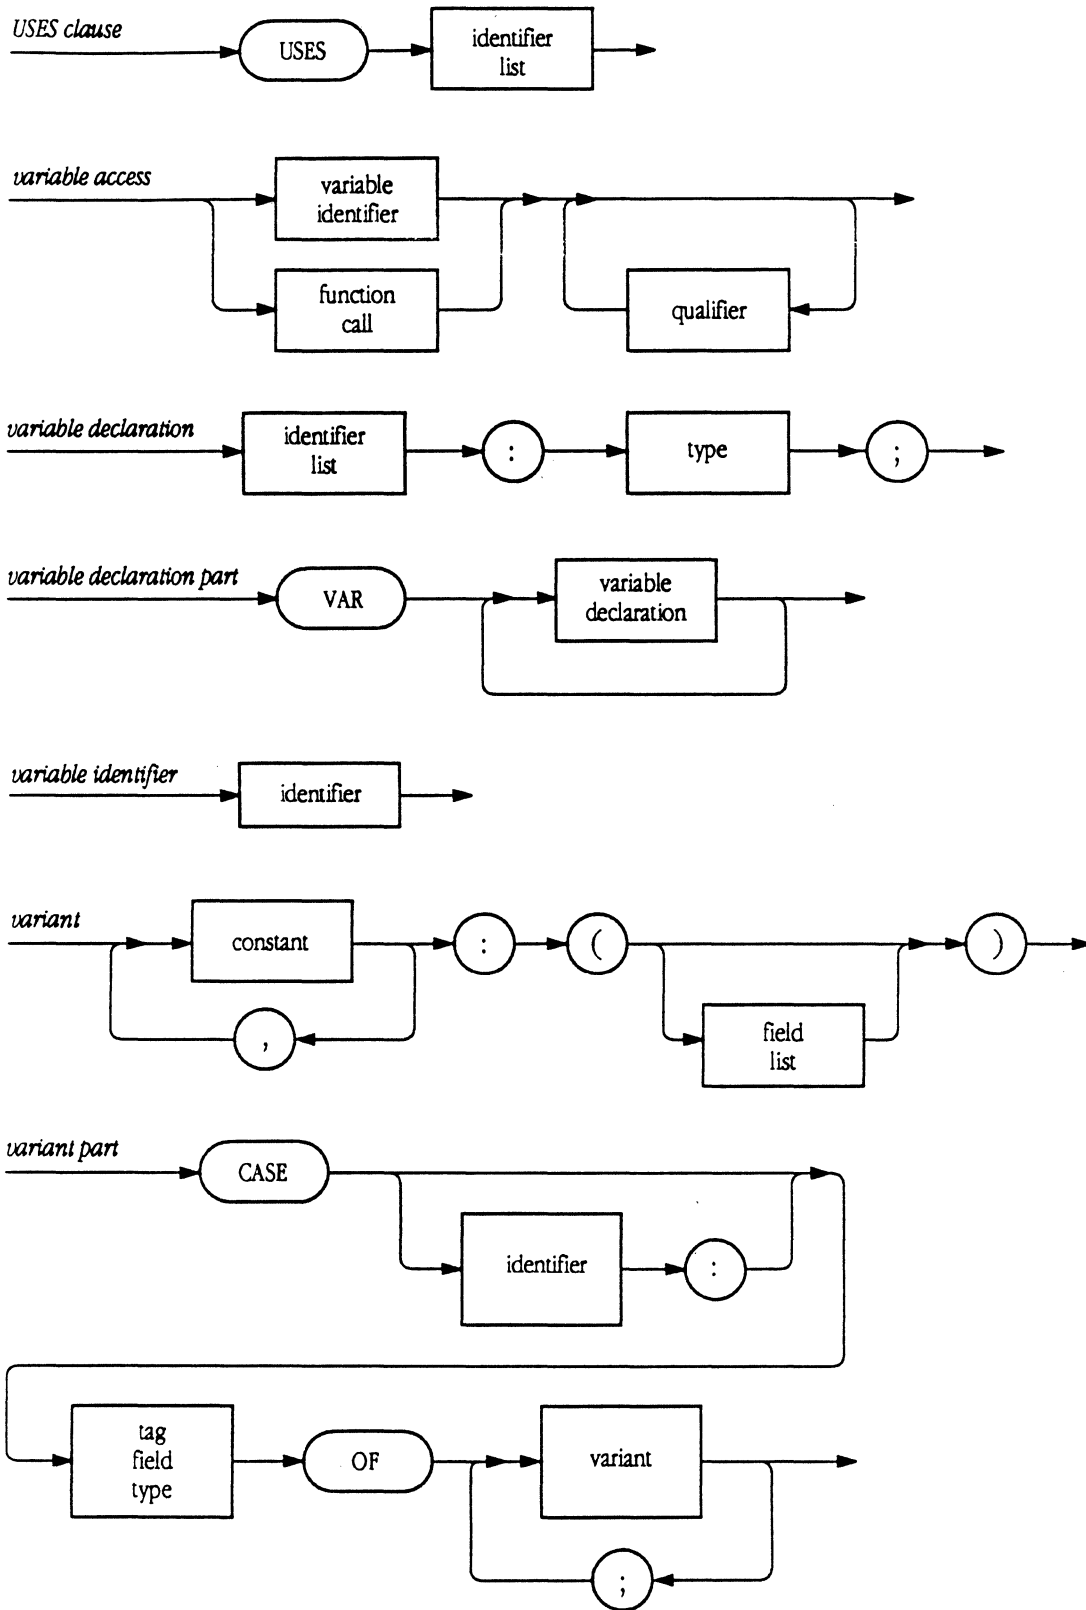 USES clause
USES
identifier
list
variable access
variable
identifier
function
call
qualifier
variable declaration
identifier
list
:
type
;
variable declaration part
VAR
variable
declaration
variable identifier
identifier
variant
constant
:
(
)
,
field
list
variant part
CASE
identifier
:
tag
field
type
OF
variant
;